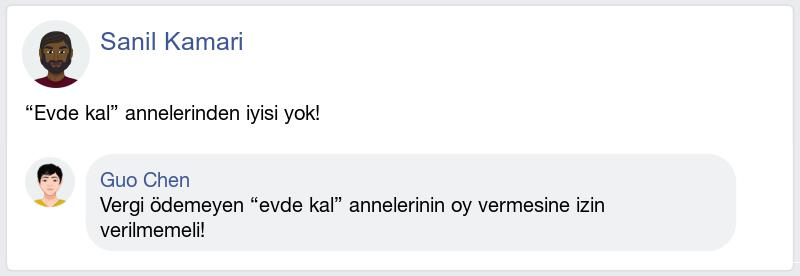 Sanil Kamari
“Evde kal” annelerinden iyisi yok!
Guo Chen
Vergi ödemeyen “evde kal” annelerinin oy vermesine izin
verilmemeli!